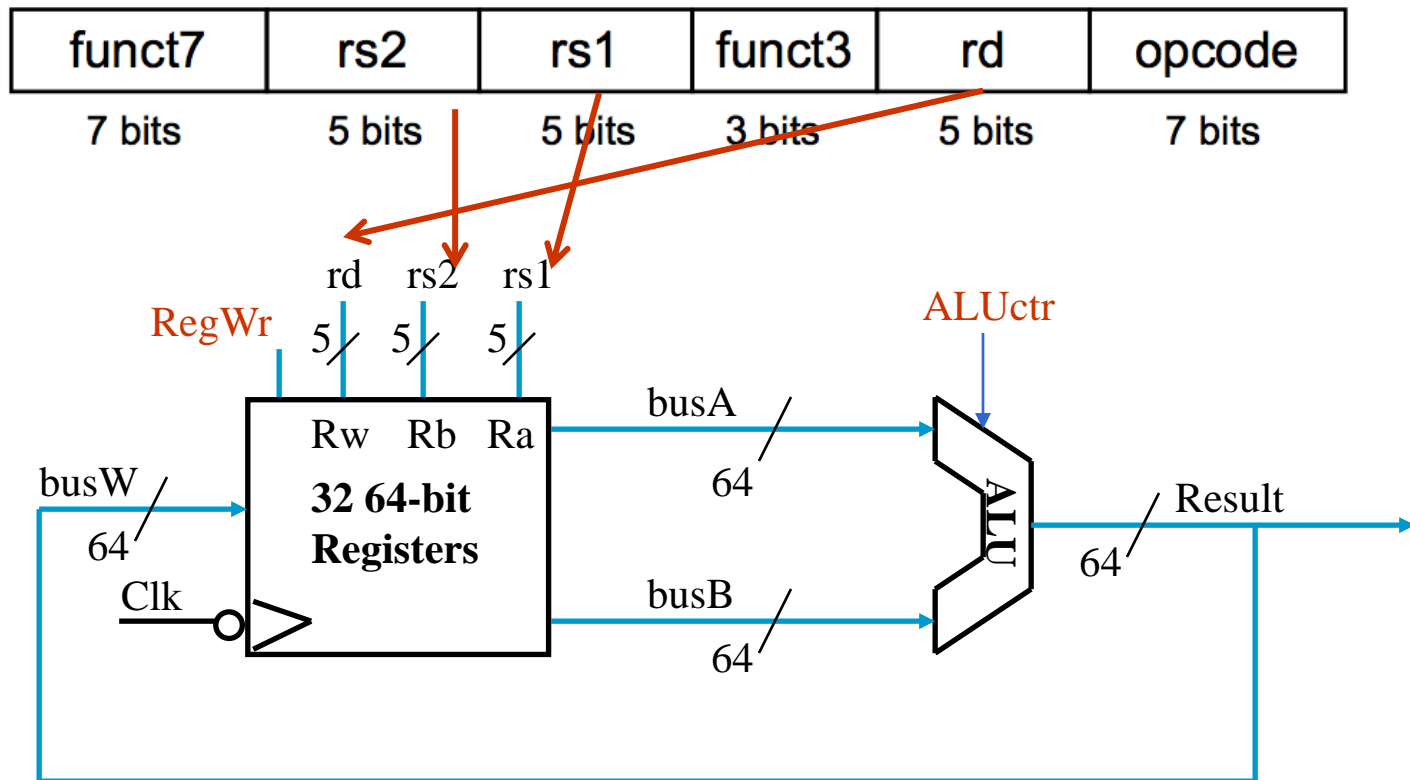 funct7 rs2 rs1 funct3 rd opcode
7 bits 5 bits 5 bits 3 bits 5 bits 7 bits
rd rs2 rs1
RegWr 5 5 5 ALUctr
Rw Rb Ra busA 64
busW 64 32 64-bit ALU Result 64
Registers
Clk busB 64